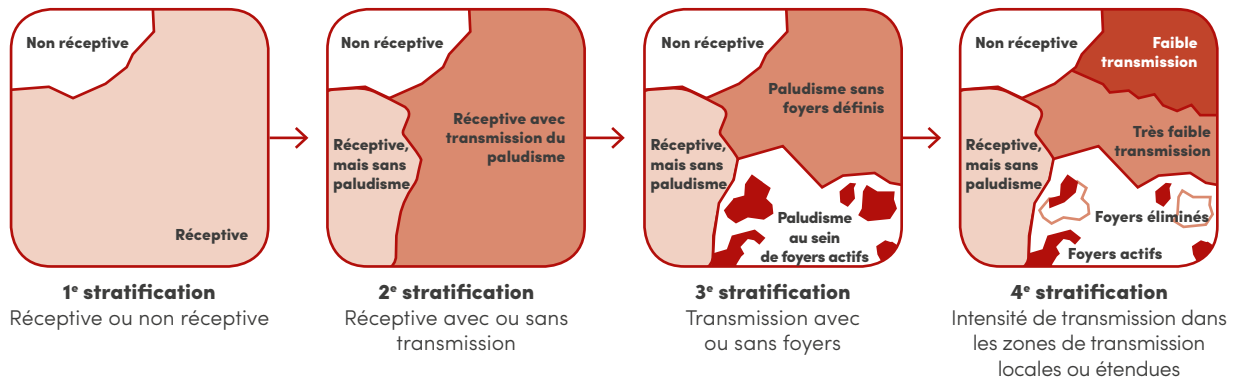 Non réceptive
Réceptive
1e stratification
Réceptive ou non réceptive
Non réceptive
Réceptive avec
transmission du
paludisme
Réceptive,
mais sans
paludisme
2e stratification
Réceptive avec ou sans
transmission
Non réceptive
Paludisme sans
foyers définis
Réceptive,
mais sans
paludisme
Paludisme
au sein
de foyers actifs
3e stratification
Transmission avec
ou sans foyers
Non réceptive
Faible
transmission
Très faible
transmission
Réceptive,
mais sans
paludisme
Foyers éliminés
Foyers actifs
4e stratification
Intensité de transmission dans
les zones de transmission
locales ou étendues